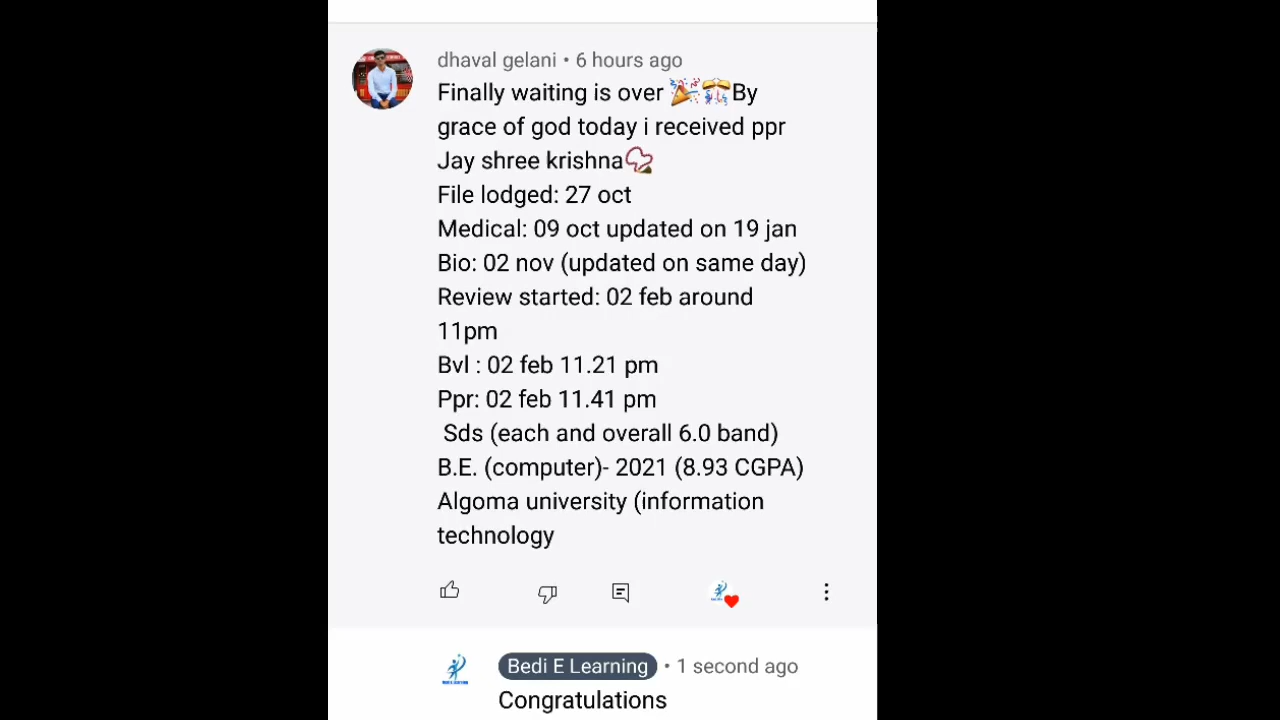 dhaval gelani • 6 hours ago
Finally waiting is over 🎉🎊By
grace of god today i received ppr
Jay shree krishna📿
File lodged: 27 oct
Medical: 09 oct updated on 19 jan
Bio: 02 nov (updated on same day)
Review started: 02 feb around
11pm
Bvl : 02 feb 11.21 pm
Ppr: 02 feb 11.41 pm
Sds (each and overall 6.0 band)
B.E. (computer)- 2021 (8.93 CGPA)
Algoma university (information
technology
Bedi E Learning • 1 second ago
Congratulations